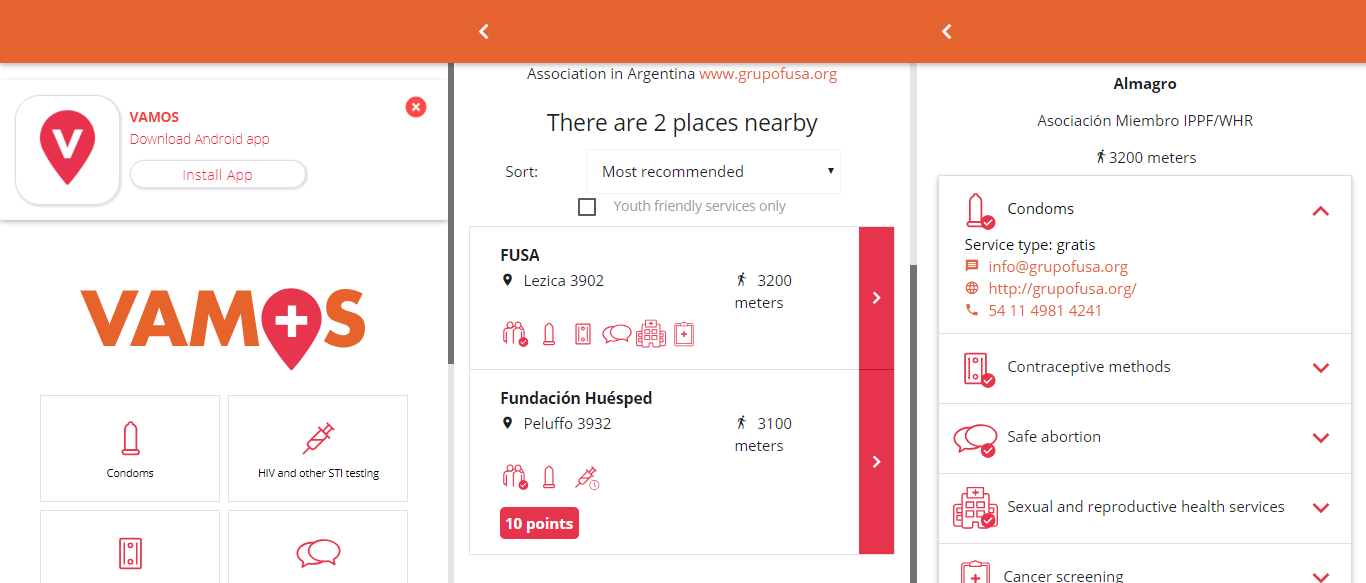 VAMOS
Download Android app
Install App
VAMOS
Condoms
HIV and other STI testing
Association in Argentina www.grupofusa.org
There are 2 places nearby
Sort:
Most recommended
Youth friendly services only
FUSA
Lezica 3902
3200
meters
Fundación Huésped
Peluffo 3932
3100
meters
10 points
Almagro
Asociación Miembro IPPF/WHR
3200 meters
Condoms
Service type: gratis
info@grupofusa.org
http://grupofusa.org/
54 11 4981 4241
Contraceptive methods
Safe abortion
Sexual and reproductive health services
Cancer screening